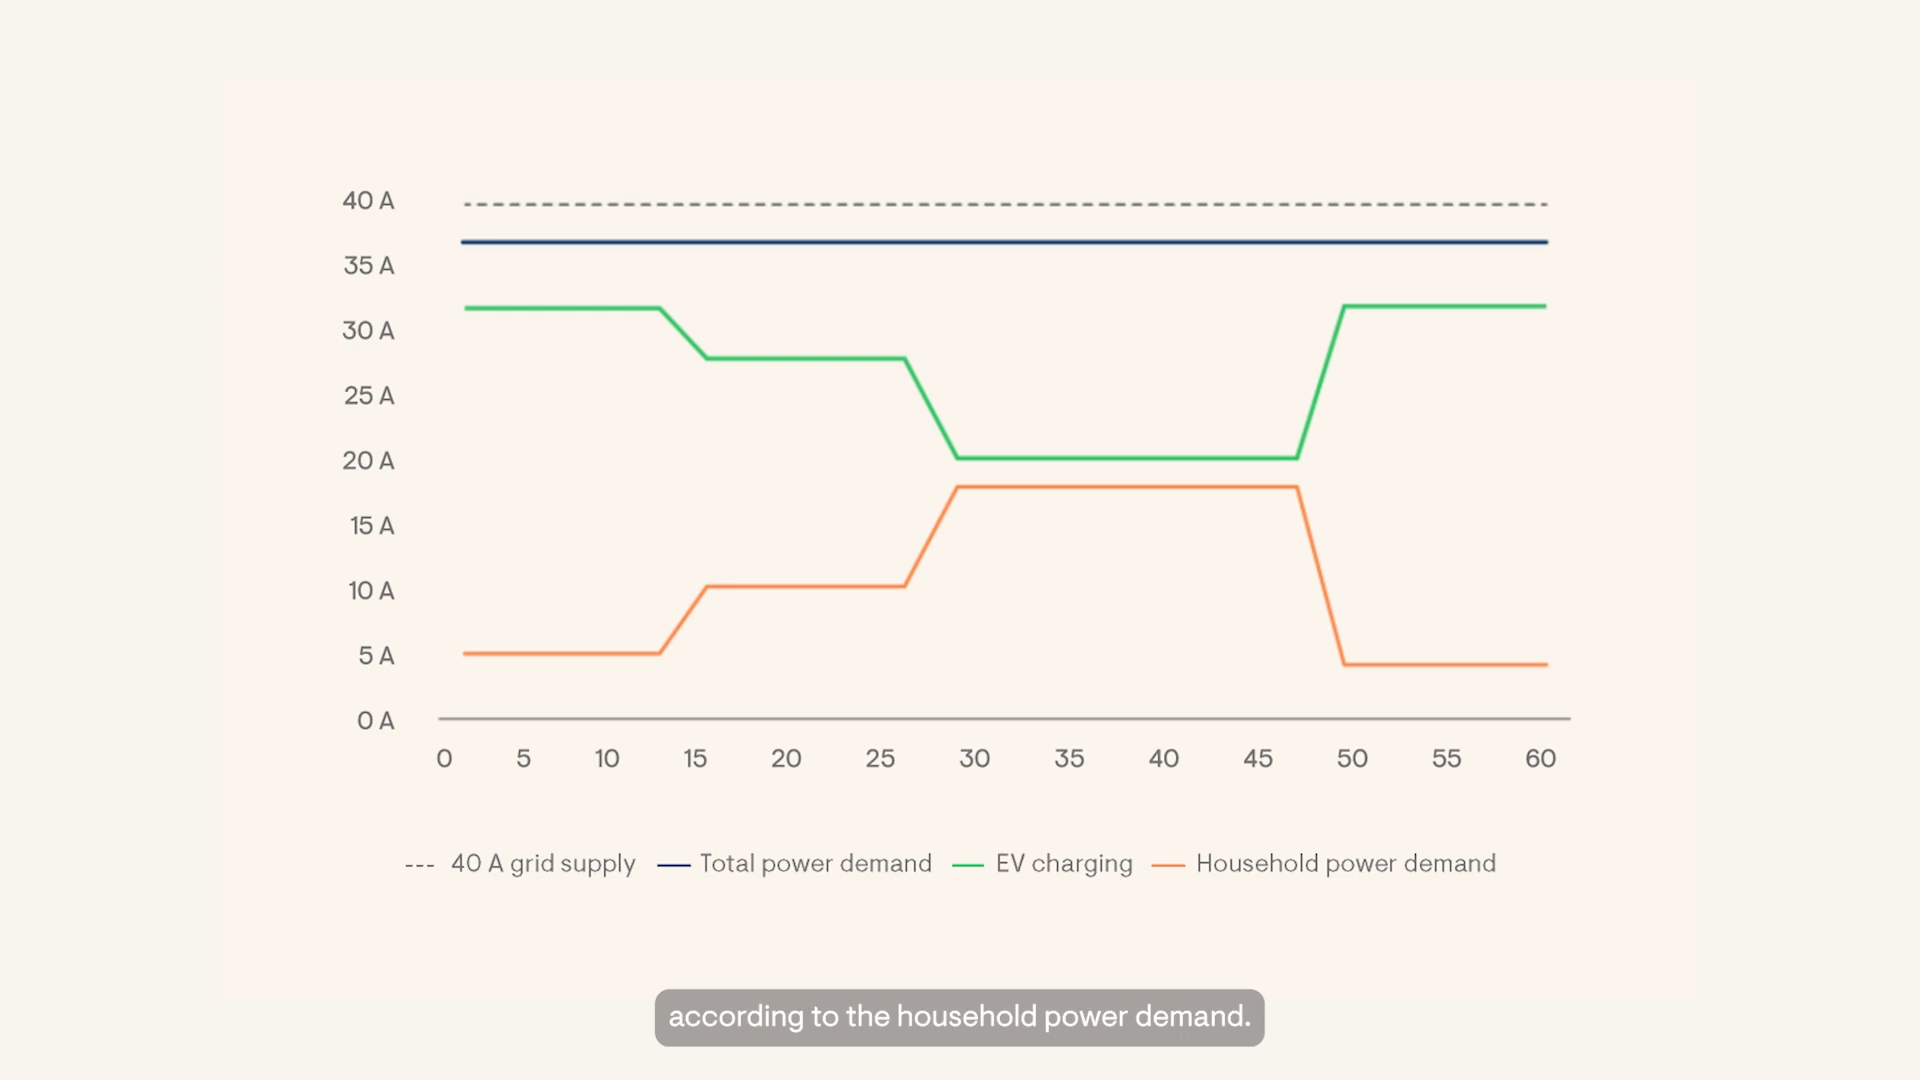 40 A
35 A
30 A
25 A
20 A
15 A
10 A
5 A
0 A
0 5 10 15 20 25 30 35 40 45 50 55 60
40 A grid supply Total power demand EV charging Household power demand
according to the household power demand.